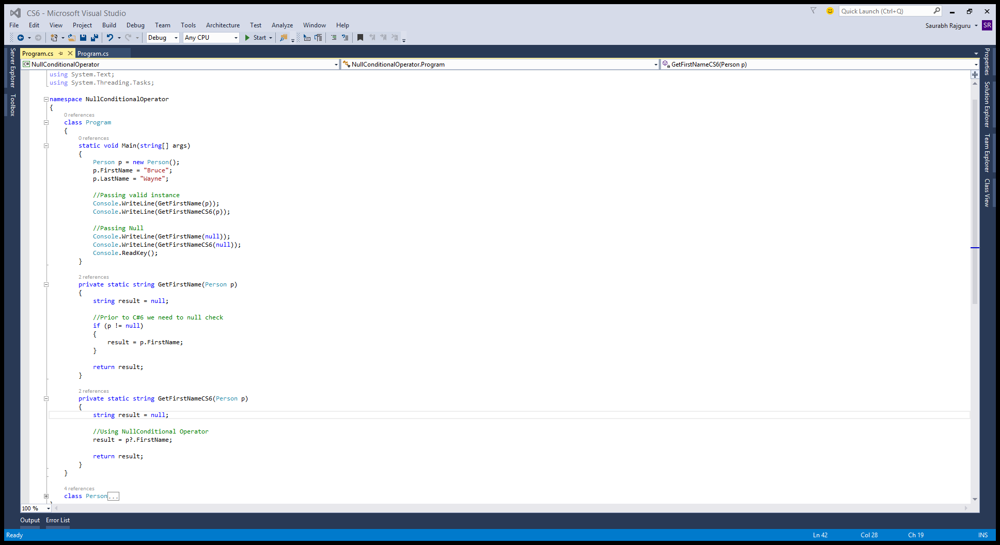 CS6 - Microsoft Visual Studio
Quick Launch (Ctrl+Q)
File Edit View Project Build Debug Team Tools Architecture Test Analyze Window Help
Saurabh Rajguru SR
Debug Any CPU Start
Server Explorer
Toolbox
Program.cs Program.cs
C# NullConditionalOperator NullConditionalOperator.Program GetFirstNameCS6(Person p)
using System.Text;
using System.Threading.Tasks;
namespace NullConditionalOperator
{
0 references
class Program
{
0 references
static void Main(string[] args)
{
Person p = new Person();
p.FirstName = "Bruce";
p.LastName = "Wayne";
//Passing valid instance
Console.WriteLine(GetFirstName(p));
Console.WriteLine(GetFirstNameCS6(p));
//Passing Null
Console.WriteLine(GetFirstName(null));
Console.WriteLine(GetFirstNameCS6(null));
Console.ReadKey();
}
2 references
private static string GetFirstName(Person p)
{
string result = null;
//Prior to C#6 we need to null check
if (p != null)
{
result = p.FirstName;
}
return result;
}
2 references
private static string GetFirstNameCS6(Person p)
{
string result = null;
//Using NullConditional Operator
result = p?.FirstName;
return result;
}
}
4 references
class Person...
}
100 %
Properties
Solution Explorer
Team Explorer
Class View
Output Error List
Ready Ln 42 Col 28 Ch 19 INS